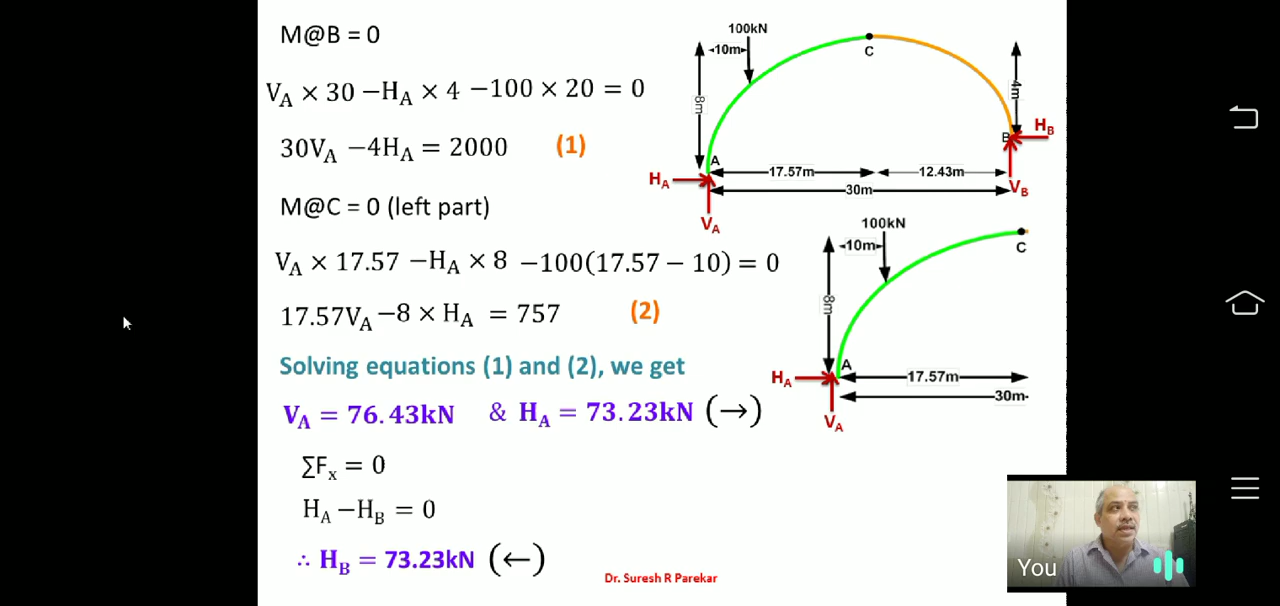 M@B = 0
V_A × 30 −H_A × 4 −100 × 20 = 0
30V_A −4H_A = 2000 (1)
M@C = 0 (left part)
V_A × 17.57 −H_A × 8 −100(17.57 − 10) = 0
17.57V_A −8 × H_A = 757 (2)
Solving equations (1) and (2), we get
V_A = 76.43kN & H_A = 73.23kN (→)
∑F_x = 0
H_A −H_B = 0
∴ H_B = 73.23kN (←)
Dr. Suresh R Parekar
100kN
10m
C
8m
4m
B
H_B
A
17.57m
12.43m
H_A
30m
V_B
V_A
100kN
10m
C
8m
A
H_A
17.57m
30m
V_A
You